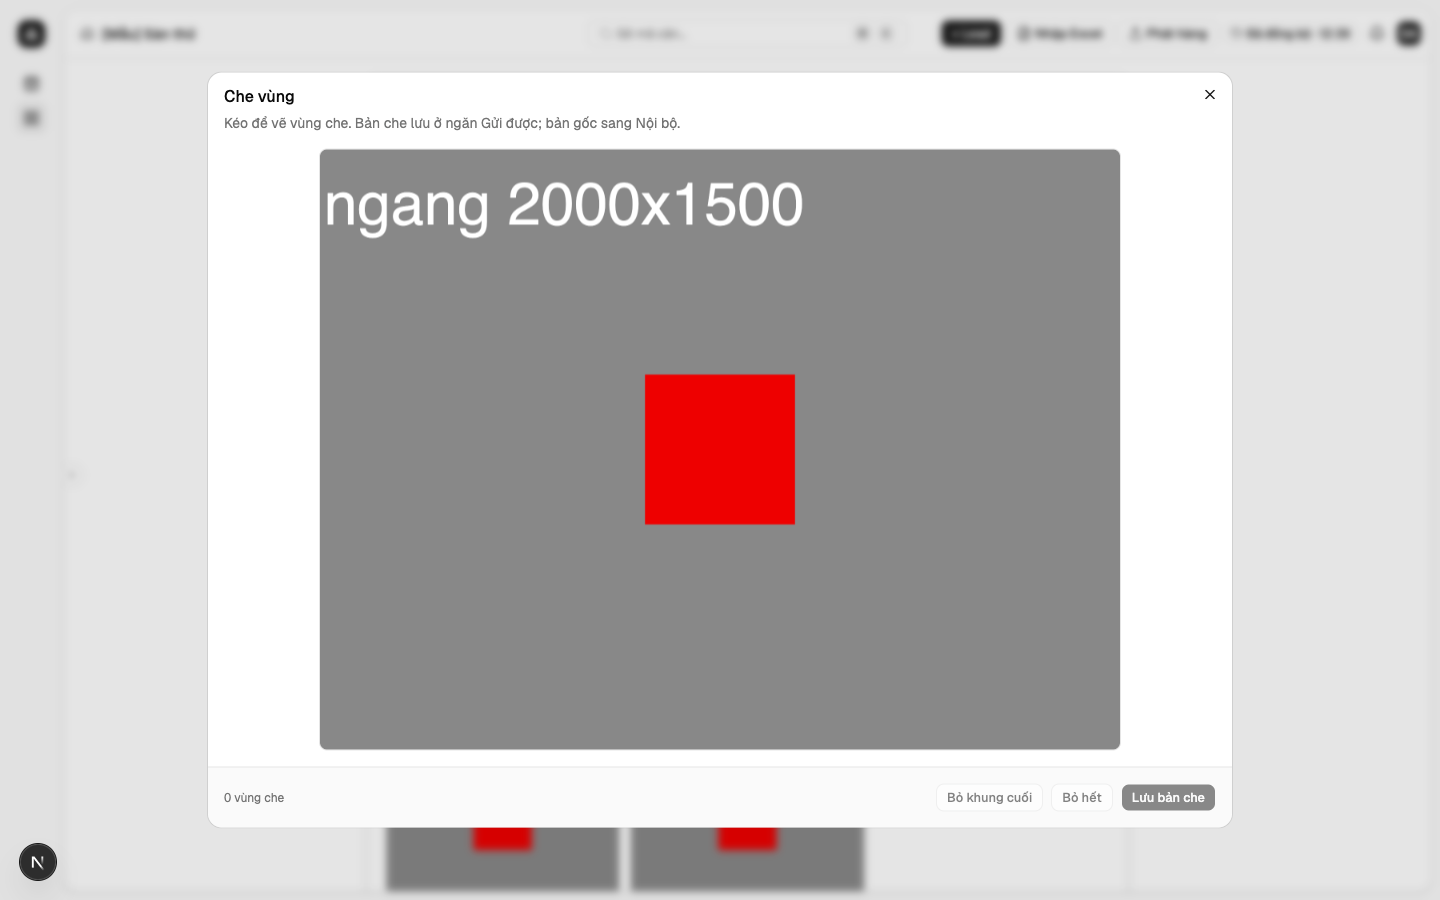 Che vùng
Kéo để vẽ vùng che. Bản che lưu ở ngăn Gửi được; bản gốc sang Nội bộ.
ngang 2000x1500
0 vùng che
Bỏ khung cuối
Bỏ hết
Lưu bản che
N